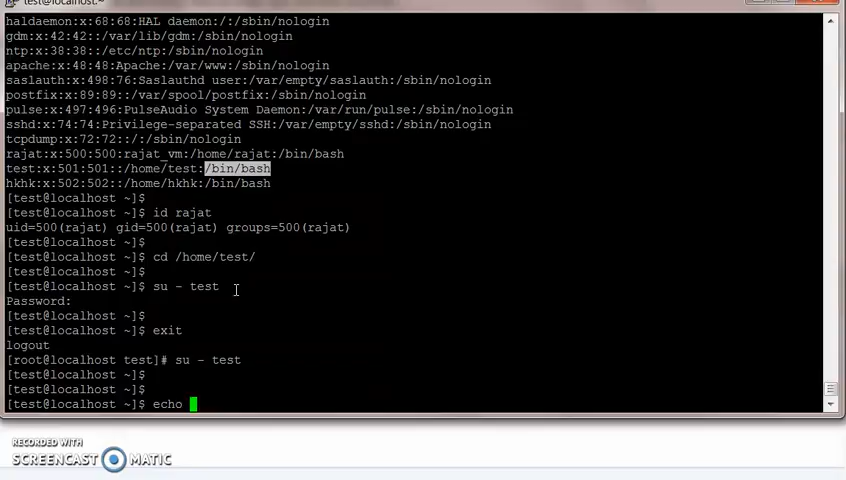 test@localhost:~
haldaemon:x:68:68:HAL daemon:/:/sbin/nologin
gdm:x:42:42::/var/lib/gdm:/sbin/nologin
ntp:x:38:38::/etc/ntp:/sbin/nologin
apache:x:48:48:Apache:/var/www:/sbin/nologin
saslauth:x:498:76:Saslauthd user:/var/empty/saslauth:/sbin/nologin
postfix:x:89:89::/var/spool/postfix:/sbin/nologin
pulse:x:497:496:PulseAudio System Daemon:/var/run/pulse:/sbin/nologin
sshd:x:74:74:Privilege-separated SSH:/var/empty/sshd:/sbin/nologin
tcpdump:x:72:72::/:/sbin/nologin
rajat:x:500:500:rajat_vm:/home/rajat:/bin/bash
test:x:501:501::/home/test:/bin/bash
hkhk:x:502:502::/home/hkhk:/bin/bash
[test@localhost ~]$
[test@localhost ~]$ id rajat
uid=500(rajat) gid=500(rajat) groups=500(rajat)
[test@localhost ~]$
[test@localhost ~]$ cd /home/test/
[test@localhost ~]$
[test@localhost ~]$ su - test
Password:
[test@localhost ~]$
[test@localhost ~]$ exit
logout
[root@localhost test]# su - test
[test@localhost ~]$
[test@localhost ~]$
[test@localhost ~]$ echo
RECORDED WITH
SCREENCAST MATIC